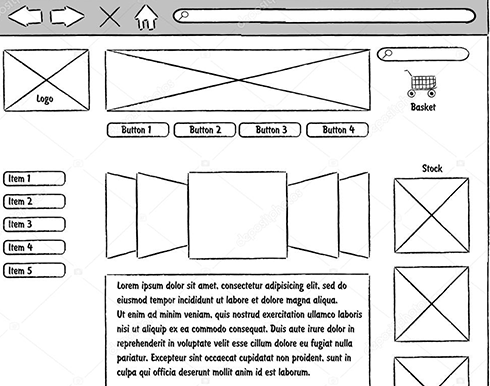 Logo
Basket
Button 1
Button 2
Button 3
Button 4
Item 1
Item 2
Item 3
Item 4
Item 5
Stock
Lorem ipsum dolor sit amet, consectetur adipisicing elit, sed do
eiusmod tempor incididunt ut labore et dolore magna aliqua.
Ut enim ad minim veniam, quis nostrud exercitation ullamco laboris
nisi ut aliquip ex ea commodo consequat. Duis aute irure dolor in
reprehenderit in voluptate velit esse cillum dolore eu fugiat nulla
pariatur. Excepteur sint occaecat cupidatat non proident, sunt in
culpa qui officia deserunt mollit anim id est laborum.